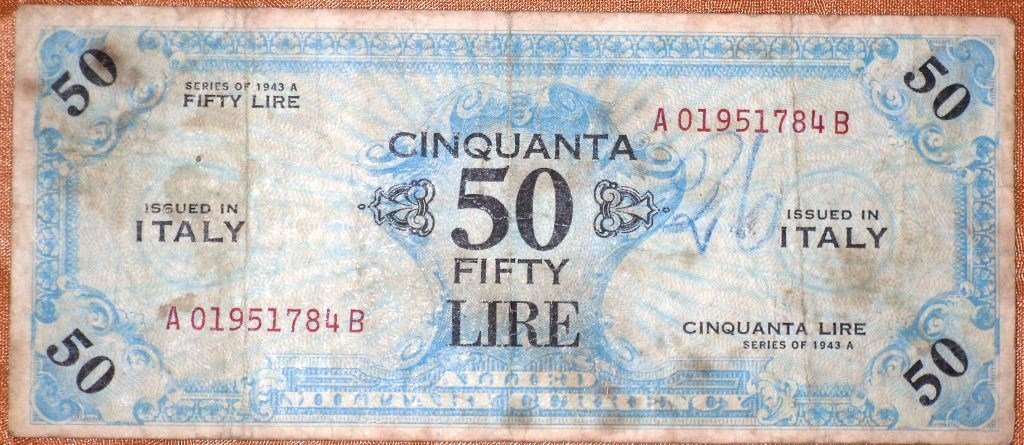 50
50
SERIES OF 1943 A
FIFTY LIRE
A 01951784 B
CINQUANTA
50
FIFTY
LIRE
ISSUED IN
ITALY
26
ISSUED IN
ITALY
A 01951784 B
CINQUANTA LIRE
SERIES OF 1943 A
50
50
ALLIED
MILITARY CURRENCY